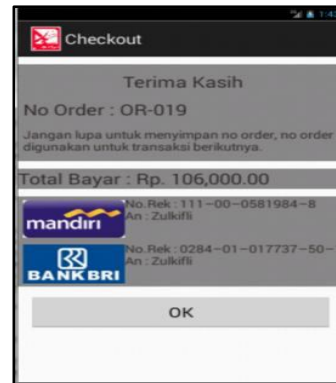 Checkout
Terima Kasih
No Order : OR-019
Jangan lupa untuk menyimpan no order, no order
digunakan untuk transaksi berikutnya.
Total Bayar : Rp. 106,000.00
mandiri
No.Rek : 111-00-0581984-8
An : Zulkifli
BANK BRI
No.Rek : 0284-01-017737-50-
An : Zulkifli
OK